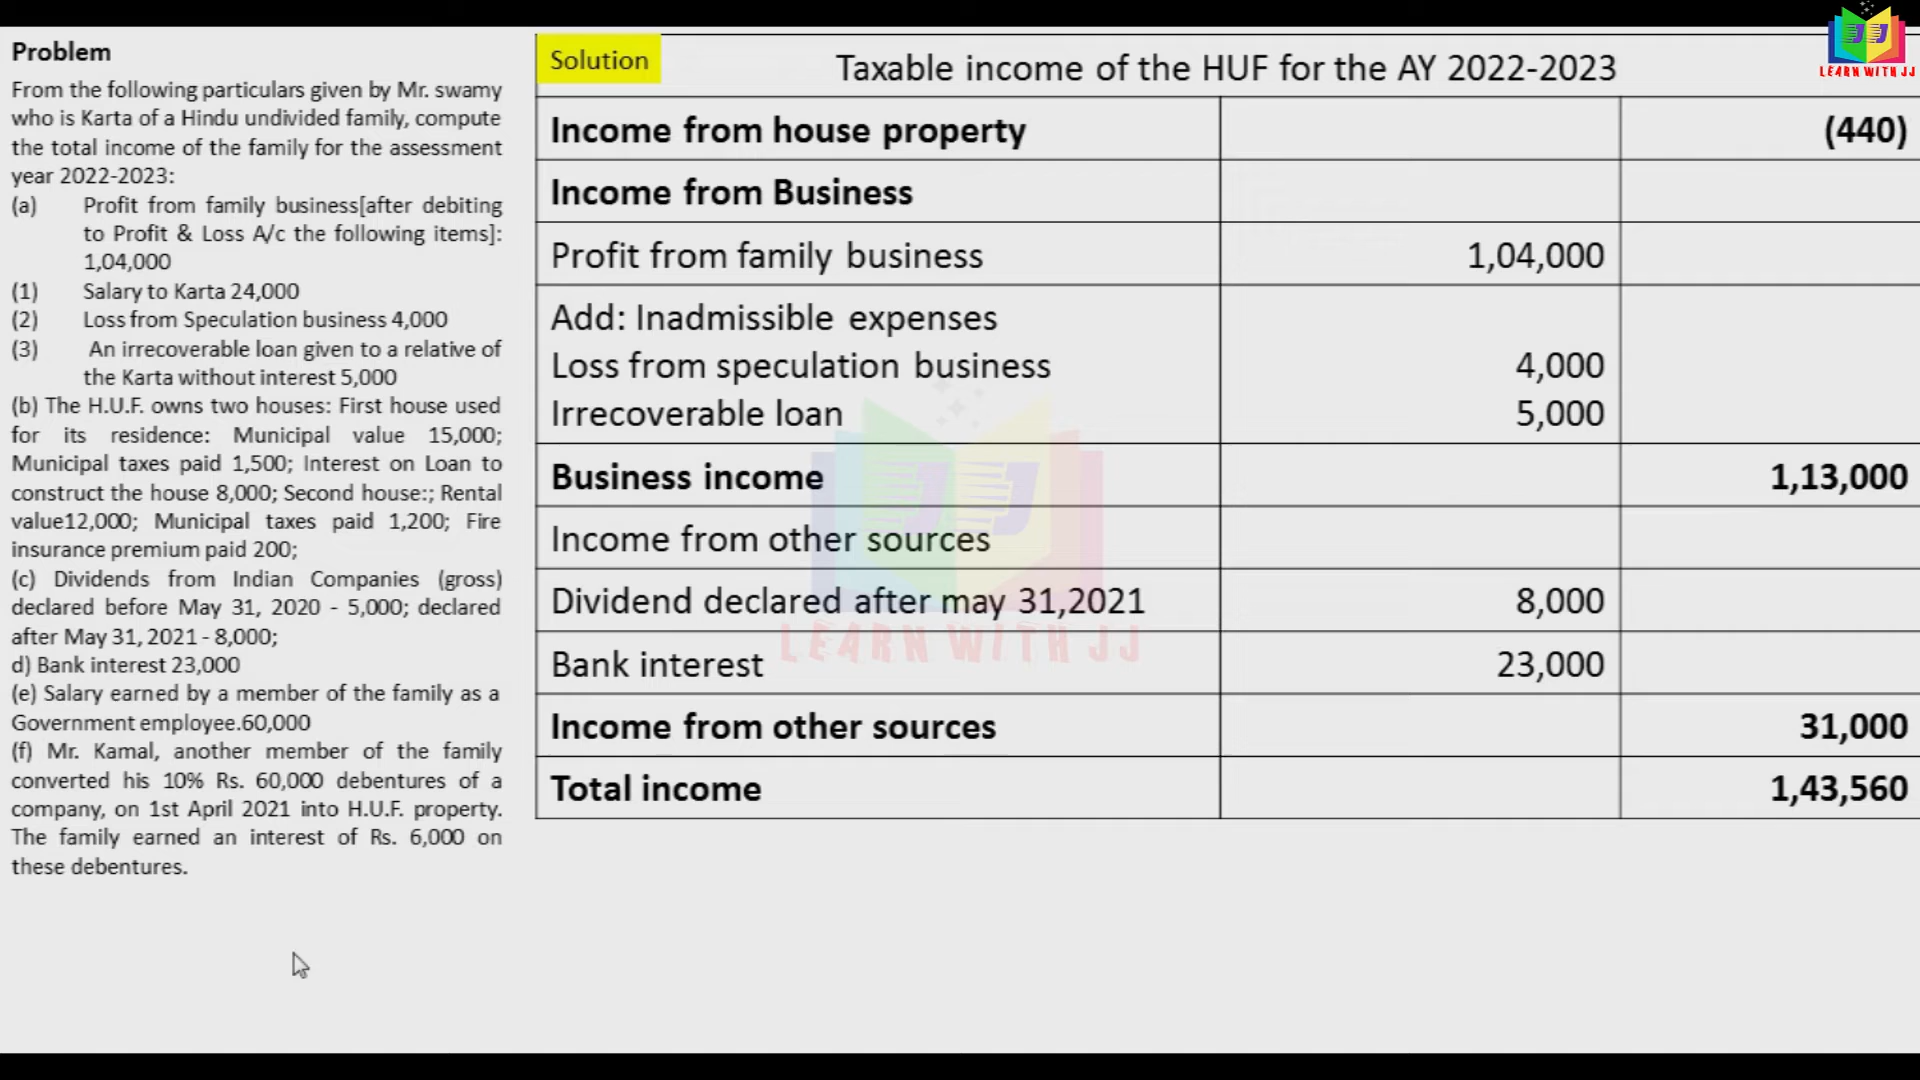 Problem
From the following particulars given by Mr. swamy
who is Karta of a Hindu undivided family, compute
the total income of the family for the assessment
year 2022-2023:
(a) Profit from family business[after debiting
to Profit & Loss A/c the following items]:
1,04,000
(1) Salary to Karta 24,000
(2) Loss from Speculation business 4,000
(3) An irrecoverable loan given to a relative of
the Karta without interest 5,000
(b) The H.U.F. owns two houses: First house used
for its residence: Municipal value 15,000;
Municipal taxes paid 1,500; Interest on Loan to
construct the house 8,000; Second house:; Rental
value12,000; Municipal taxes paid 1,200; Fire
insurance premium paid 200;
(c) Dividends from Indian Companies (gross)
declared before May 31, 2020 - 5,000; declared
after May 31, 2021 - 8,000;
d) Bank interest 23,000
(e) Salary earned by a member of the family as a
Government employee.60,000
(f) Mr. Kamal, another member of the family
converted his 10% Rs. 60,000 debentures of a
company, on 1st April 2021 into H.U.F. property.
The family earned an interest of Rs. 6,000 on
these debentures.
Solution
Taxable income of the HUF for the AY 2022-2023
Income from house property (440)
Income from Business
Profit from family business 1,04,000
Add: Inadmissible expenses
Loss from speculation business 4,000
Irrecoverable loan 5,000
Business income 1,13,000
Income from other sources
Dividend declared after may 31,2021 8,000
Bank interest 23,000
Income from other sources 31,000
Total income 1,43,560
JJ
LEARN WITH JJ
JJ
LEARN WITH JJ